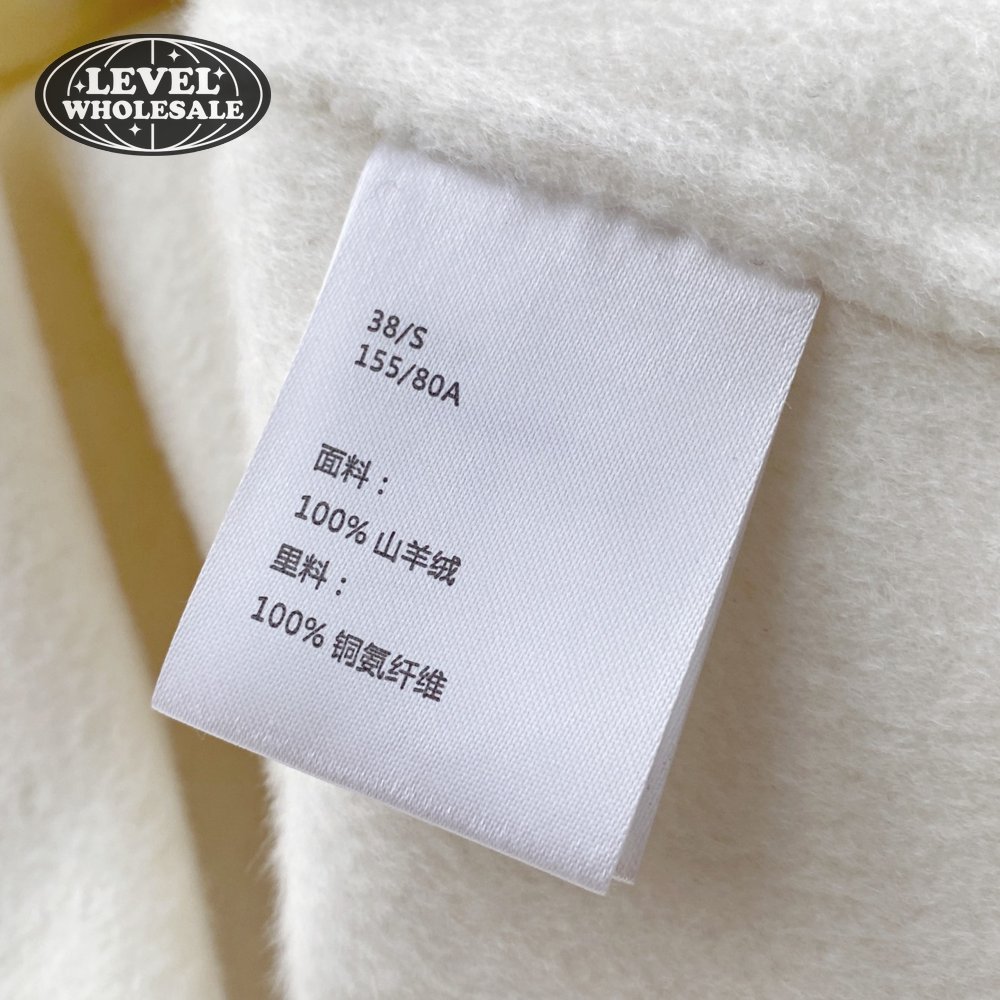 LEVEL
WHOLESALE
38/S
155/80A
面料：
100% 山羊绒
里料：
100% 铜氨纤维